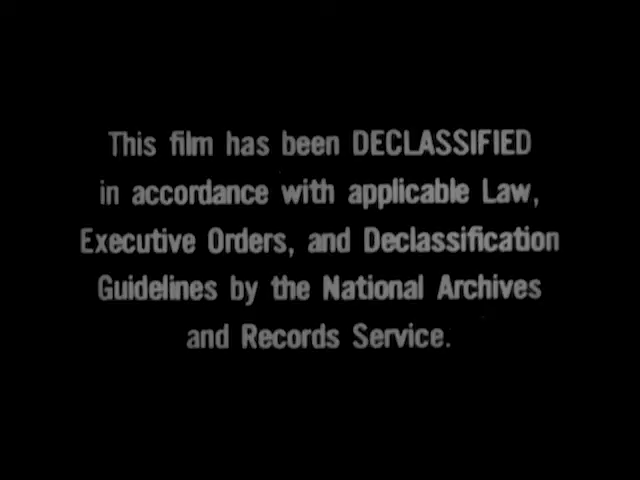 This film has been DECLASSIFIED
in accordance with applicable Law,
Executive Orders, and Declassification
Guidelines by the National Archives
and Records Service.